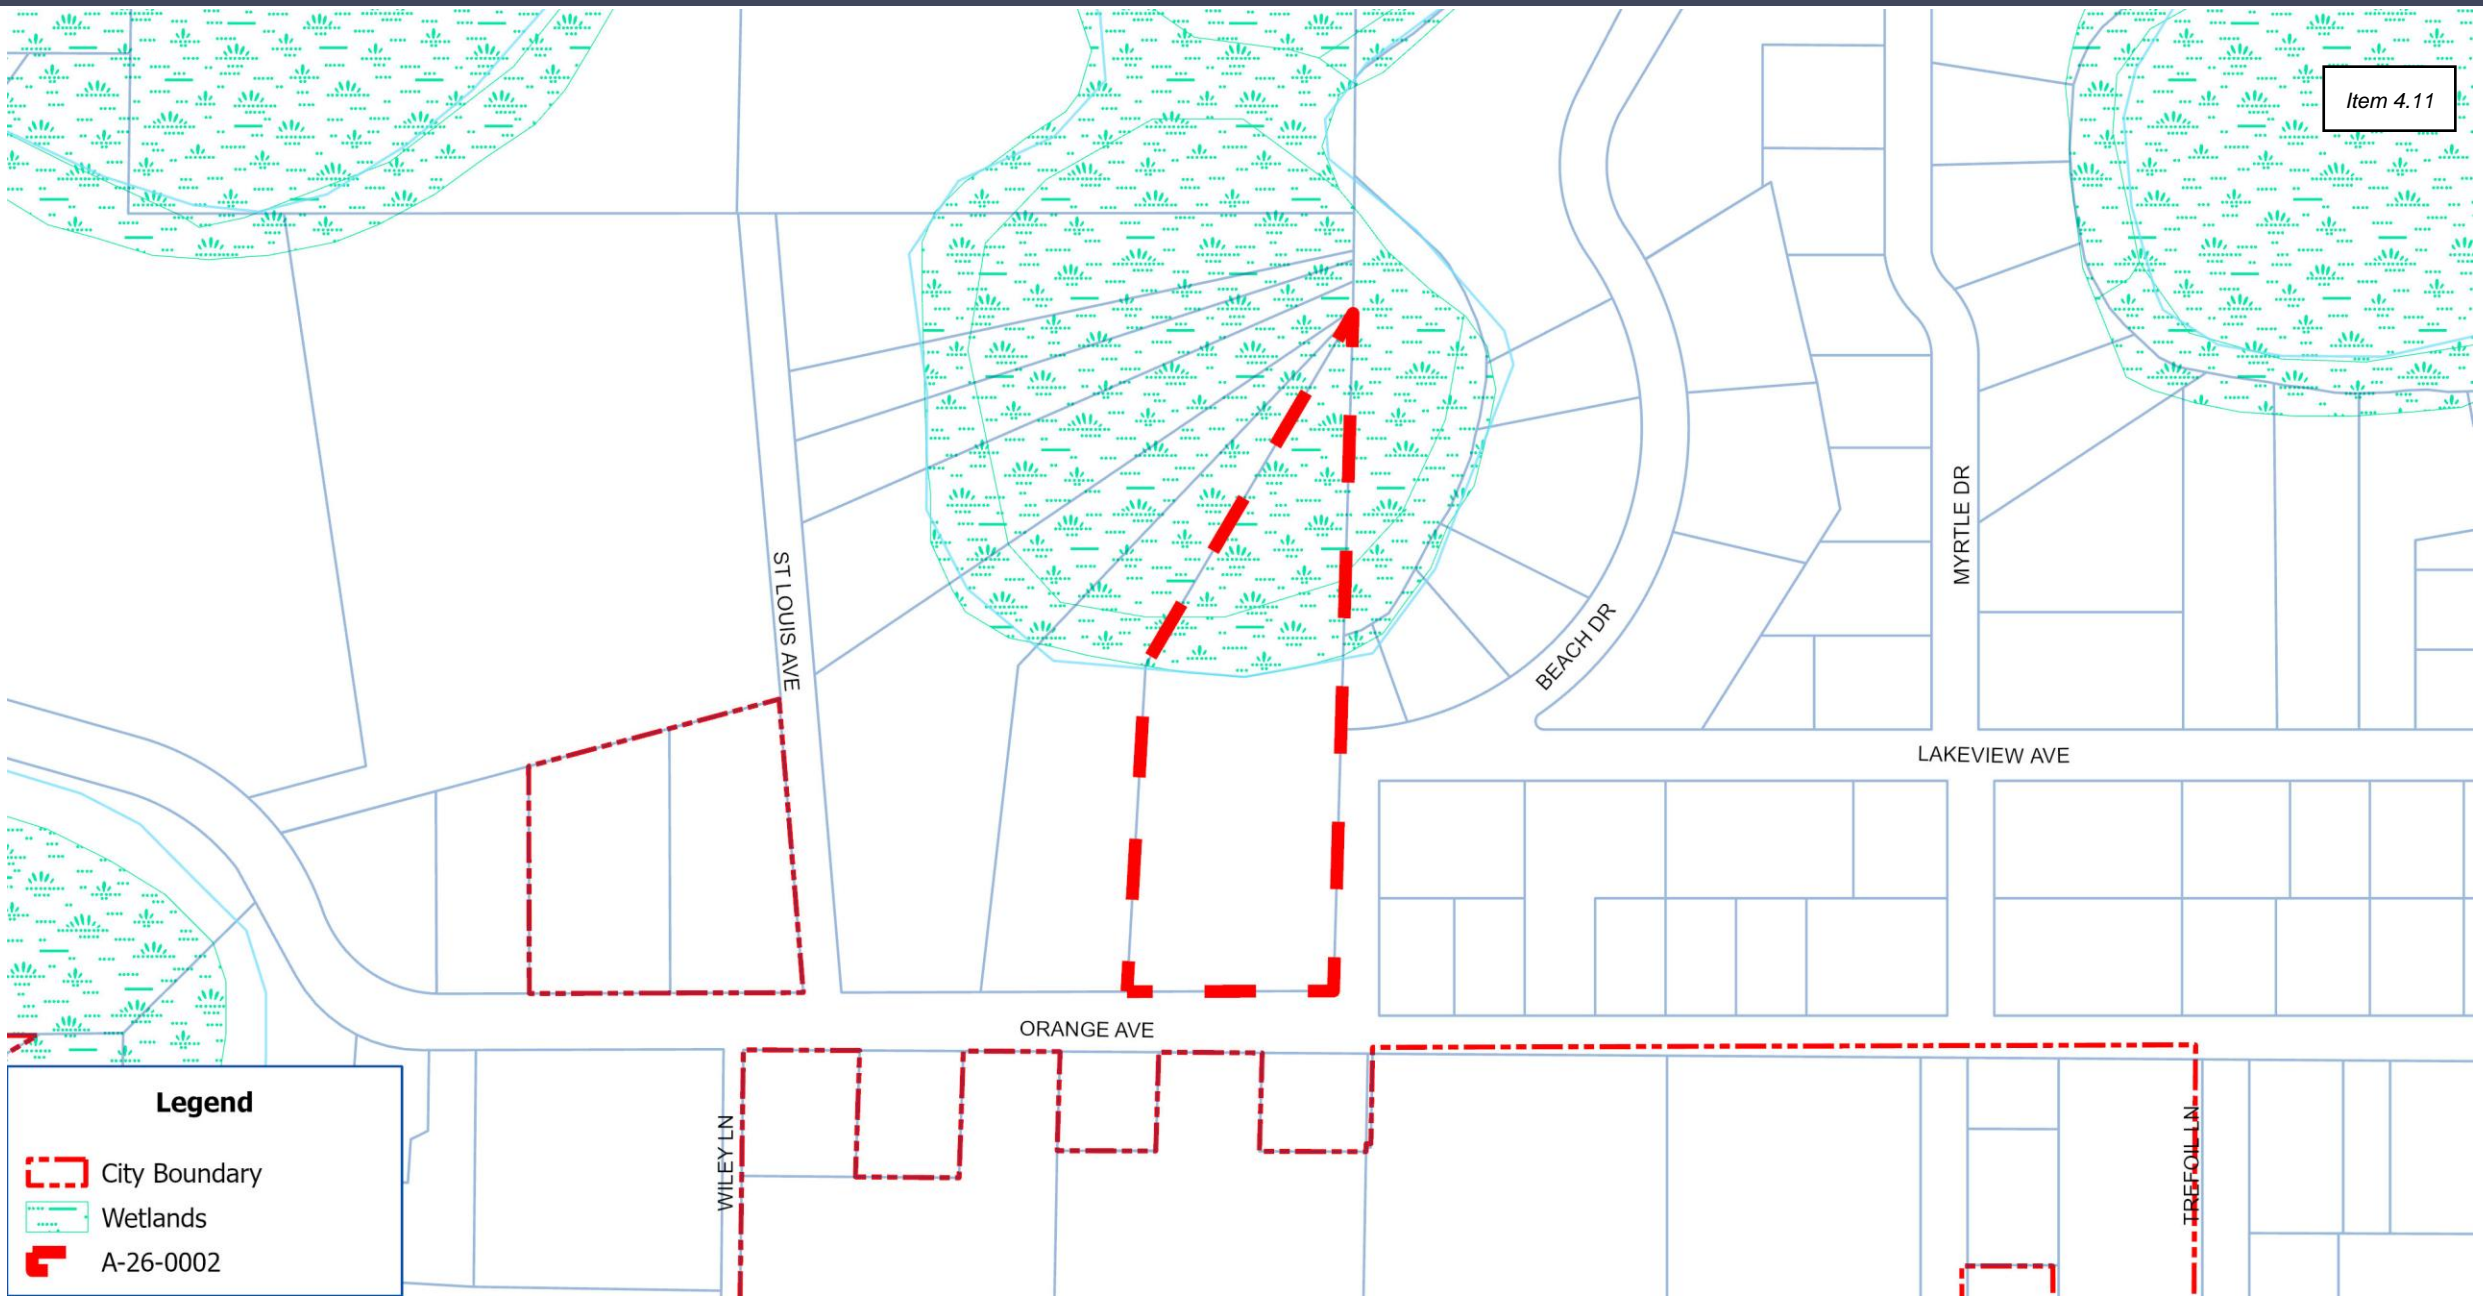 Item 4.11
ST LOUIS AVE
MYRTLE DR
BEACH DR
LAKEVIEW AVE
ORANGE AVE
WILEY LN
TREFOIL LN
Legend
City Boundary
Wetlands
A-26-0002